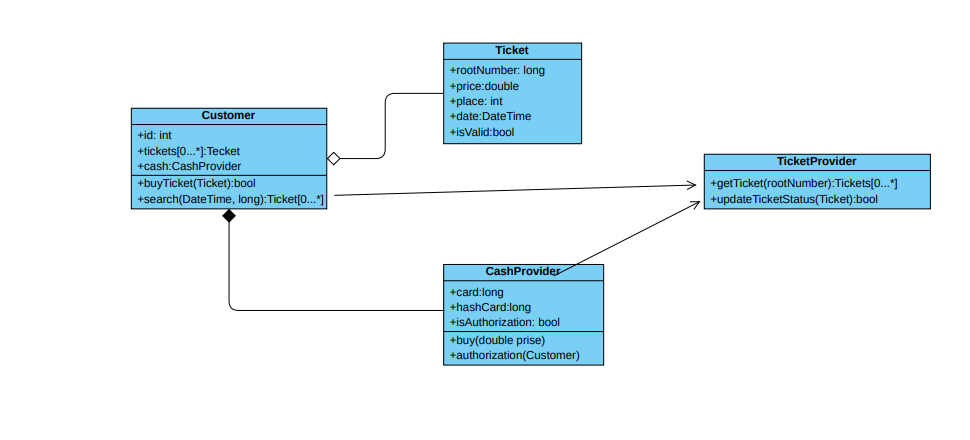 Ticket
+rootNumber: long
+price:double
+place: int
+date:DateTime
+isValid:bool
Customer
+id: int
+tickets[0...*]:Tecket
+cash:CashProvider
+buyTicket(Ticket):bool
+search(DateTime, long):Ticket[0...*]
TicketProvider
+getTicket(rootNumber):Tickets[0...*]
+updateTicketStatus(Ticket):bool
CashProvider
+card:long
+hashCard:long
+isAuthorization: bool
+buy(double prise)
+authorization(Customer)